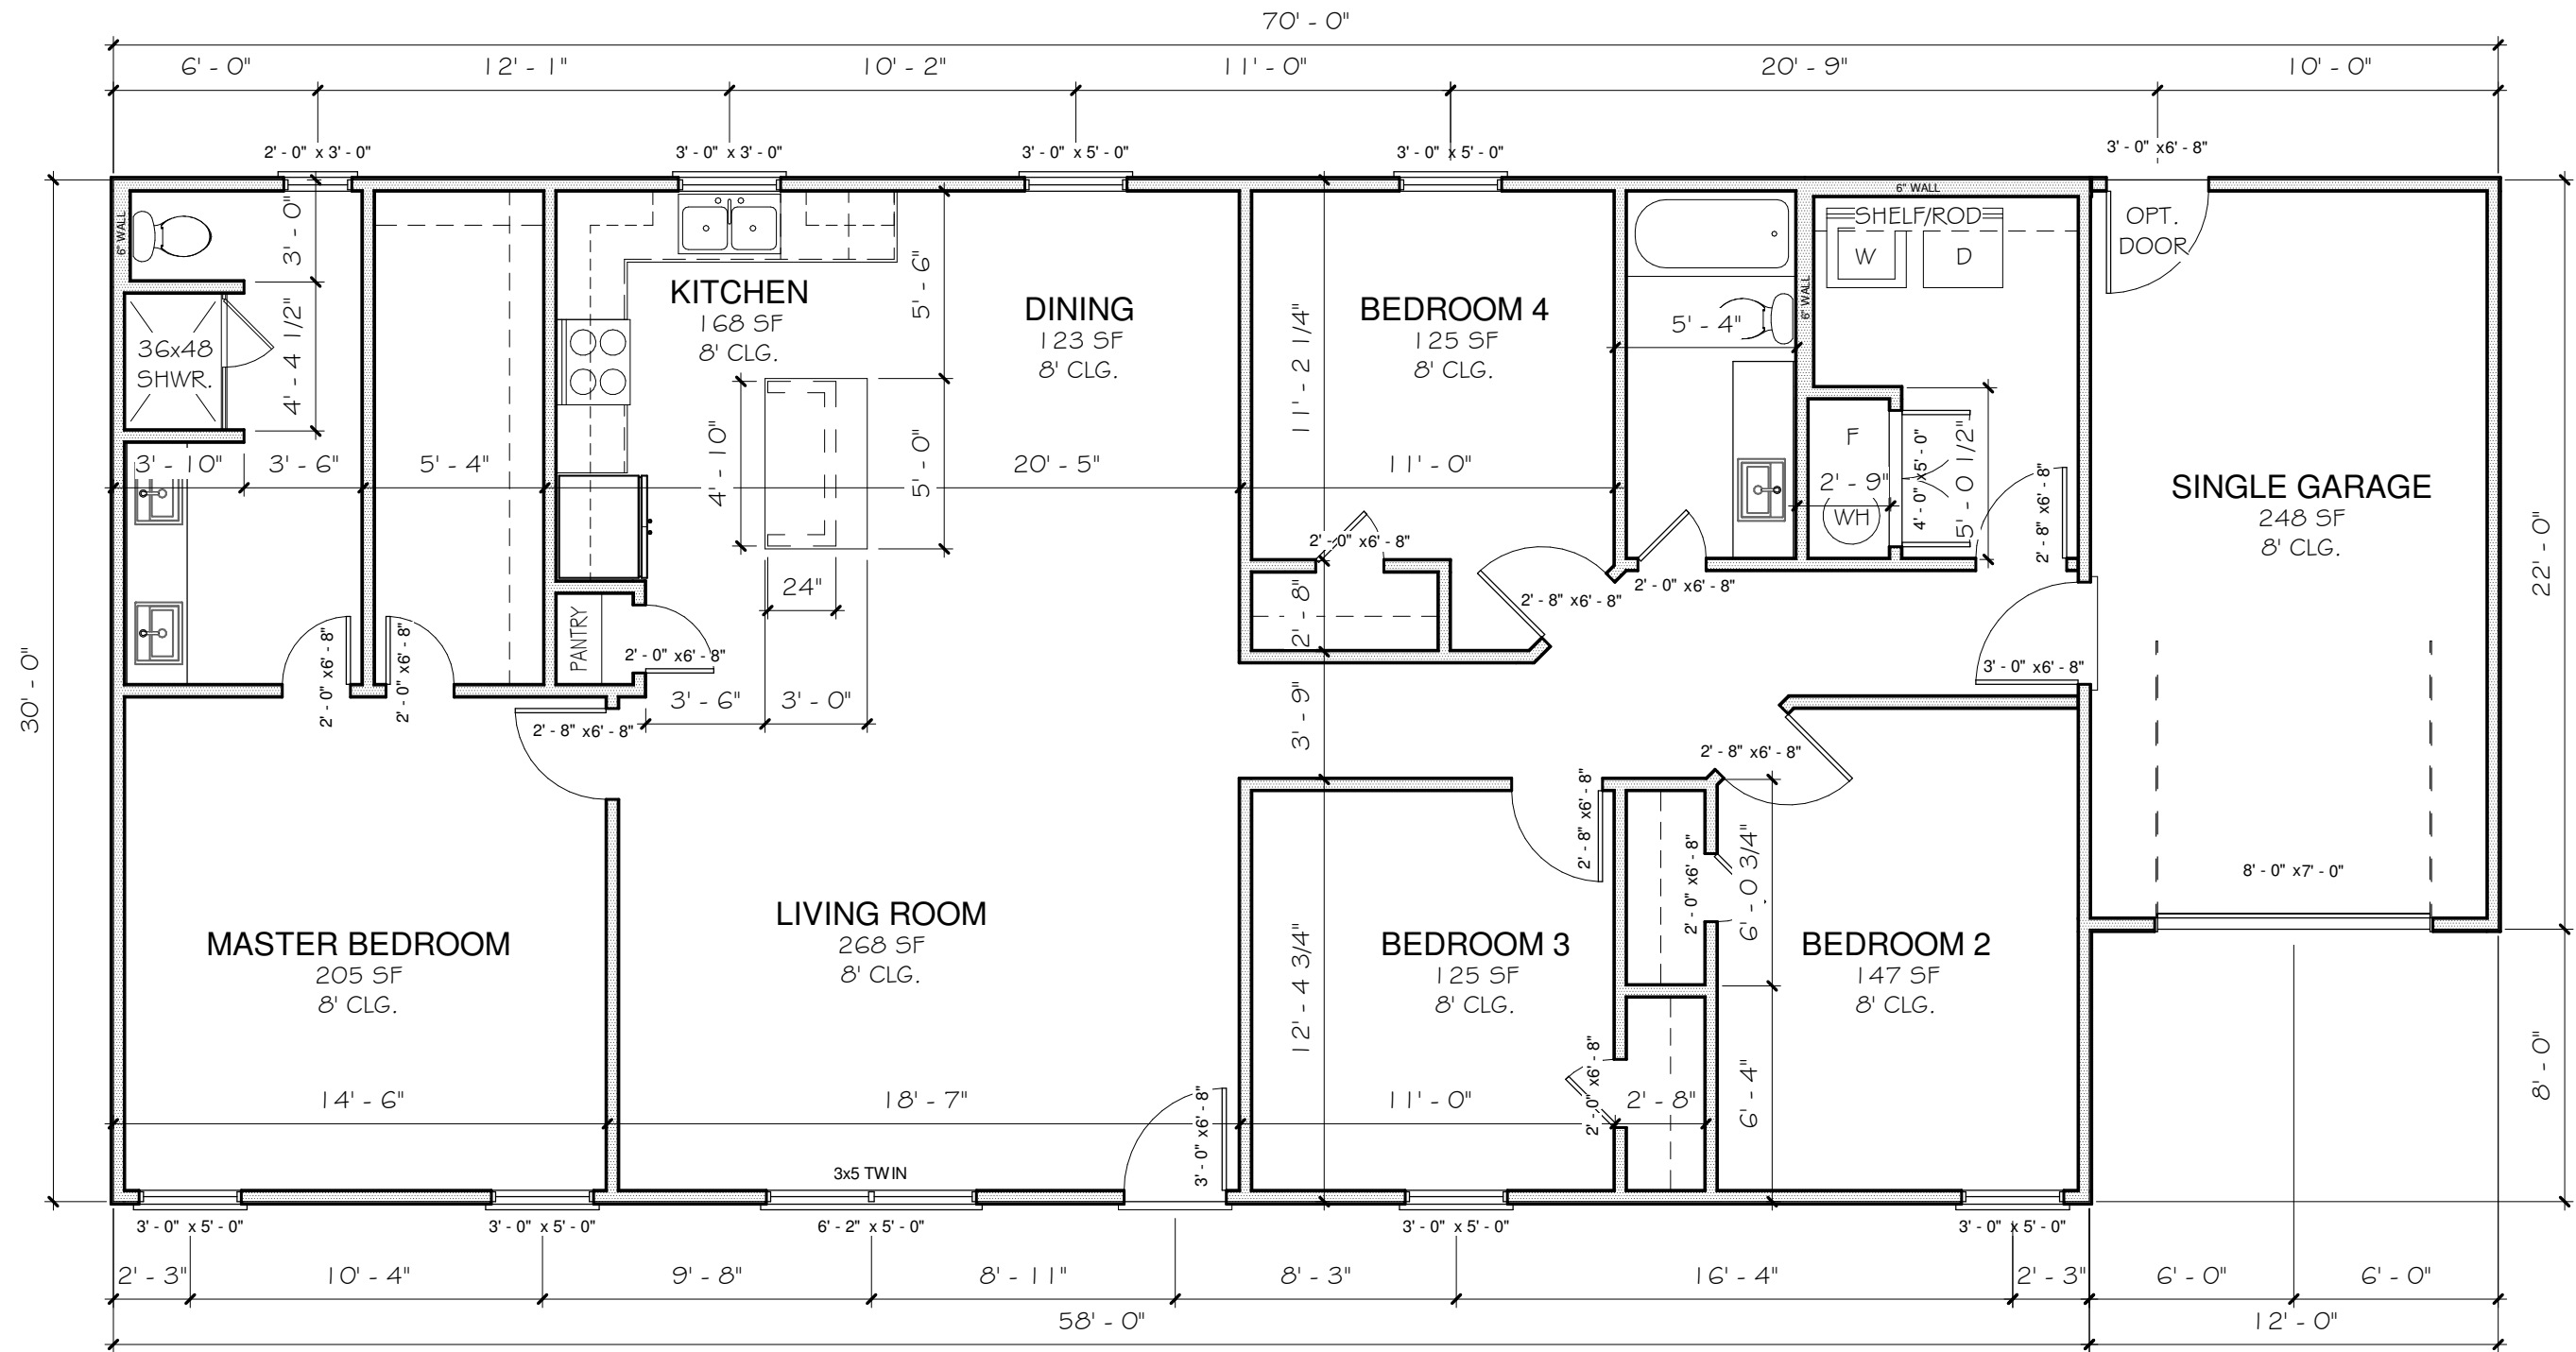 70' - 0"
6' - 0"
12' - 1"
10' - 2"
11' - 0"
20' - 9"
10' - 0"
2' - 0" x 3' - 0"
3' - 0" x 3' - 0"
3' - 0" x 5' - 0"
3' - 0" x 5' - 0"
3' - 0" x6' - 8"
6" WALL
6" WALL
6" WALL
3' - 0"
4' - 4 1/2"
36x48
SHWR.
3' - 10"
3' - 6"
5' - 4"
KITCHEN
168 SF
8' CLG.
5' - 6"
5' - 0"
4' - 10"
24"
DINING
123 SF
8' CLG.
20' - 5"
BEDROOM 4
125 SF
8' CLG.
11' - 2 1/4"
11' - 0"
5' - 4"
SHELF/ROD
W
D
OPT.
DOOR
F
WH
2' - 9"
4' - 0" x5' - 0"
5' - 0 1/2"
2' - 8" x6' - 8"
SINGLE GARAGE
248 SF
8' CLG.
22' - 0"
30' - 0"
2' - 0" x6' - 8"
2' - 8"
2' - 8" x6' - 8"
2' - 0" x6' - 8"
PANTRY
2' - 0" x6' - 8"
2' - 0" x6' - 8"
2' - 0" x6' - 8"
2' - 8" x6' - 8"
3' - 6"
3' - 0"
3' - 9"
3' - 0" x6' - 8"
2' - 8" x6' - 8"
2' - 8" x6' - 8"
2' - 0" x6' - 8"
6' - 0 3/4"
8' - 0" x7' - 0"
MASTER BEDROOM
205 SF
8' CLG.
LIVING ROOM
268 SF
8' CLG.
BEDROOM 3
125 SF
8' CLG.
BEDROOM 2
147 SF
8' CLG.
12' - 4 3/4"
14' - 6"
18' - 7"
11' - 0"
2' - 8"
2' - 0" x6' - 8"
6' - 4"
8' - 0"
3' - 0" x6' - 8"
3x5 TWIN
3' - 0" x 5' - 0"
3' - 0" x 5' - 0"
6' - 2" x 5' - 0"
3' - 0" x 5' - 0"
3' - 0" x 5' - 0"
2' - 3"
10' - 4"
9' - 8"
8' - 11"
8' - 3"
16' - 4"
2' - 3"
6' - 0"
6' - 0"
58' - 0"
12' - 0"